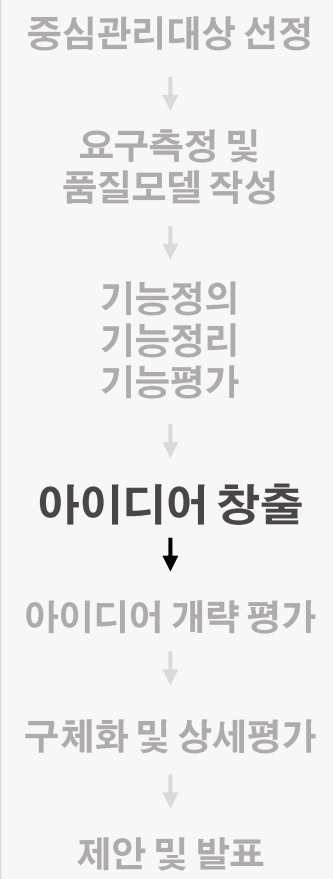 중심관리대상 선정
요구측정 및
품질모델 작성
기능정의
기능정리
기능평가
아이디어 창출
아이디어 개략 평가
구체화 및 상세평가
제안 및 발표